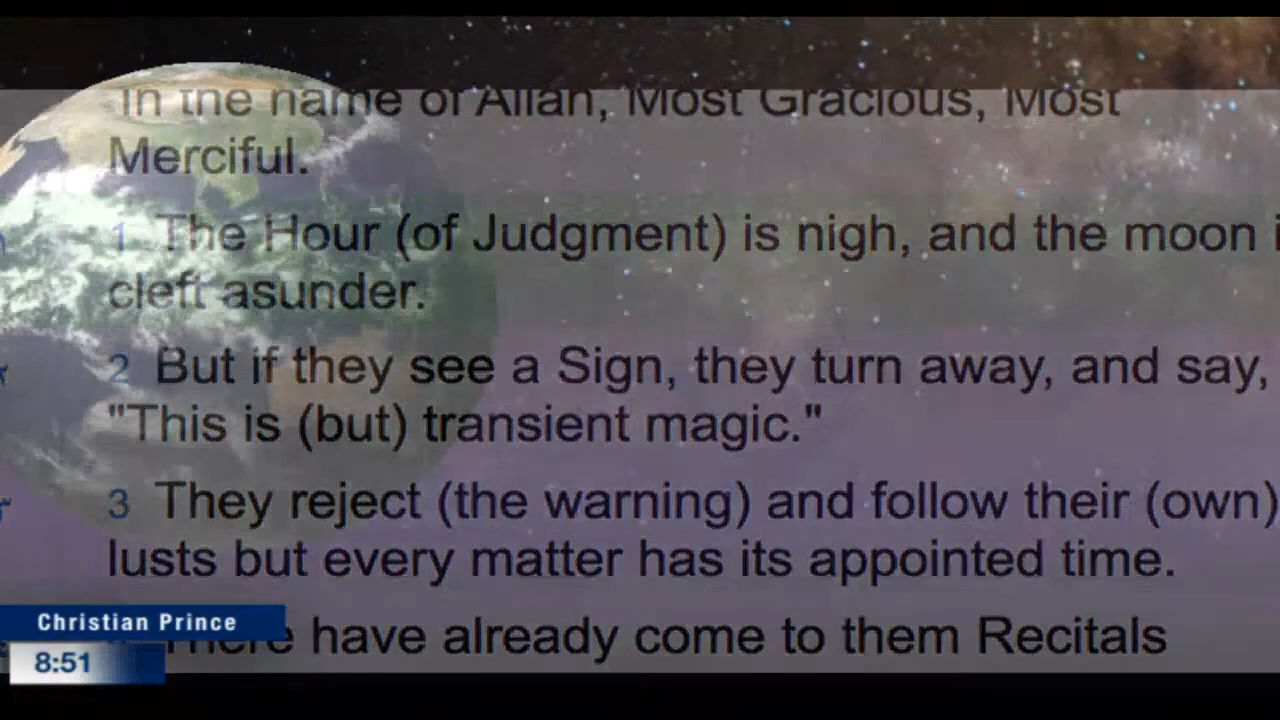 In the name of Allah, Most Gracious, Most
Merciful.
1 The Hour (of Judgment) is nigh, and the moon i
cleft asunder.
2 But if they see a Sign, they turn away, and say,
"This is (but) transient magic."
3 They reject (the warning) and follow their (own)
lusts but every matter has its appointed time.
There have already come to them Recitals
Christian Prince
8:51